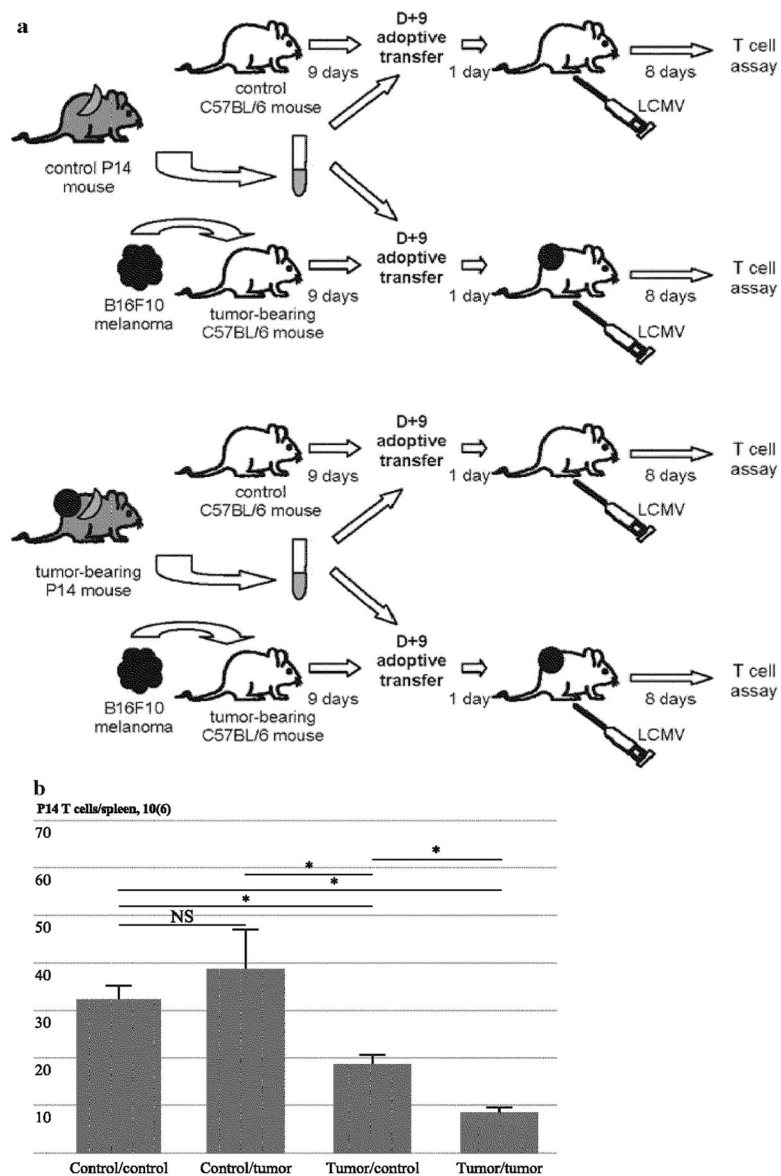 a
control P14
mouse
control
C57BL/6 mouse
9 days
D+9
adoptive
transfer
1 day
LCMV
8 days
T cell
assay
B16F10
melanoma
tumor-bearing
C57BL/6 mouse
9 days
D+9
adoptive
transfer
1 day
LCMV
8 days
T cell
assay
tumor-bearing
P14 mouse
control
C57BL/6 mouse
9 days
D+9
adoptive
transfer
1 day
LCMV
8 days
T cell
assay
B16F10
melanoma
tumor-bearing
C57BL/6 mouse
9 days
D+9
adoptive
transfer
1 day
LCMV
8 days
T cell
assay
b
P14 T cells/spleen, 10(6)
70
60
50
40
30
20
10
*
*
*
*
NS
Control/control
Control/tumor
Tumor/control
Tumor/tumor